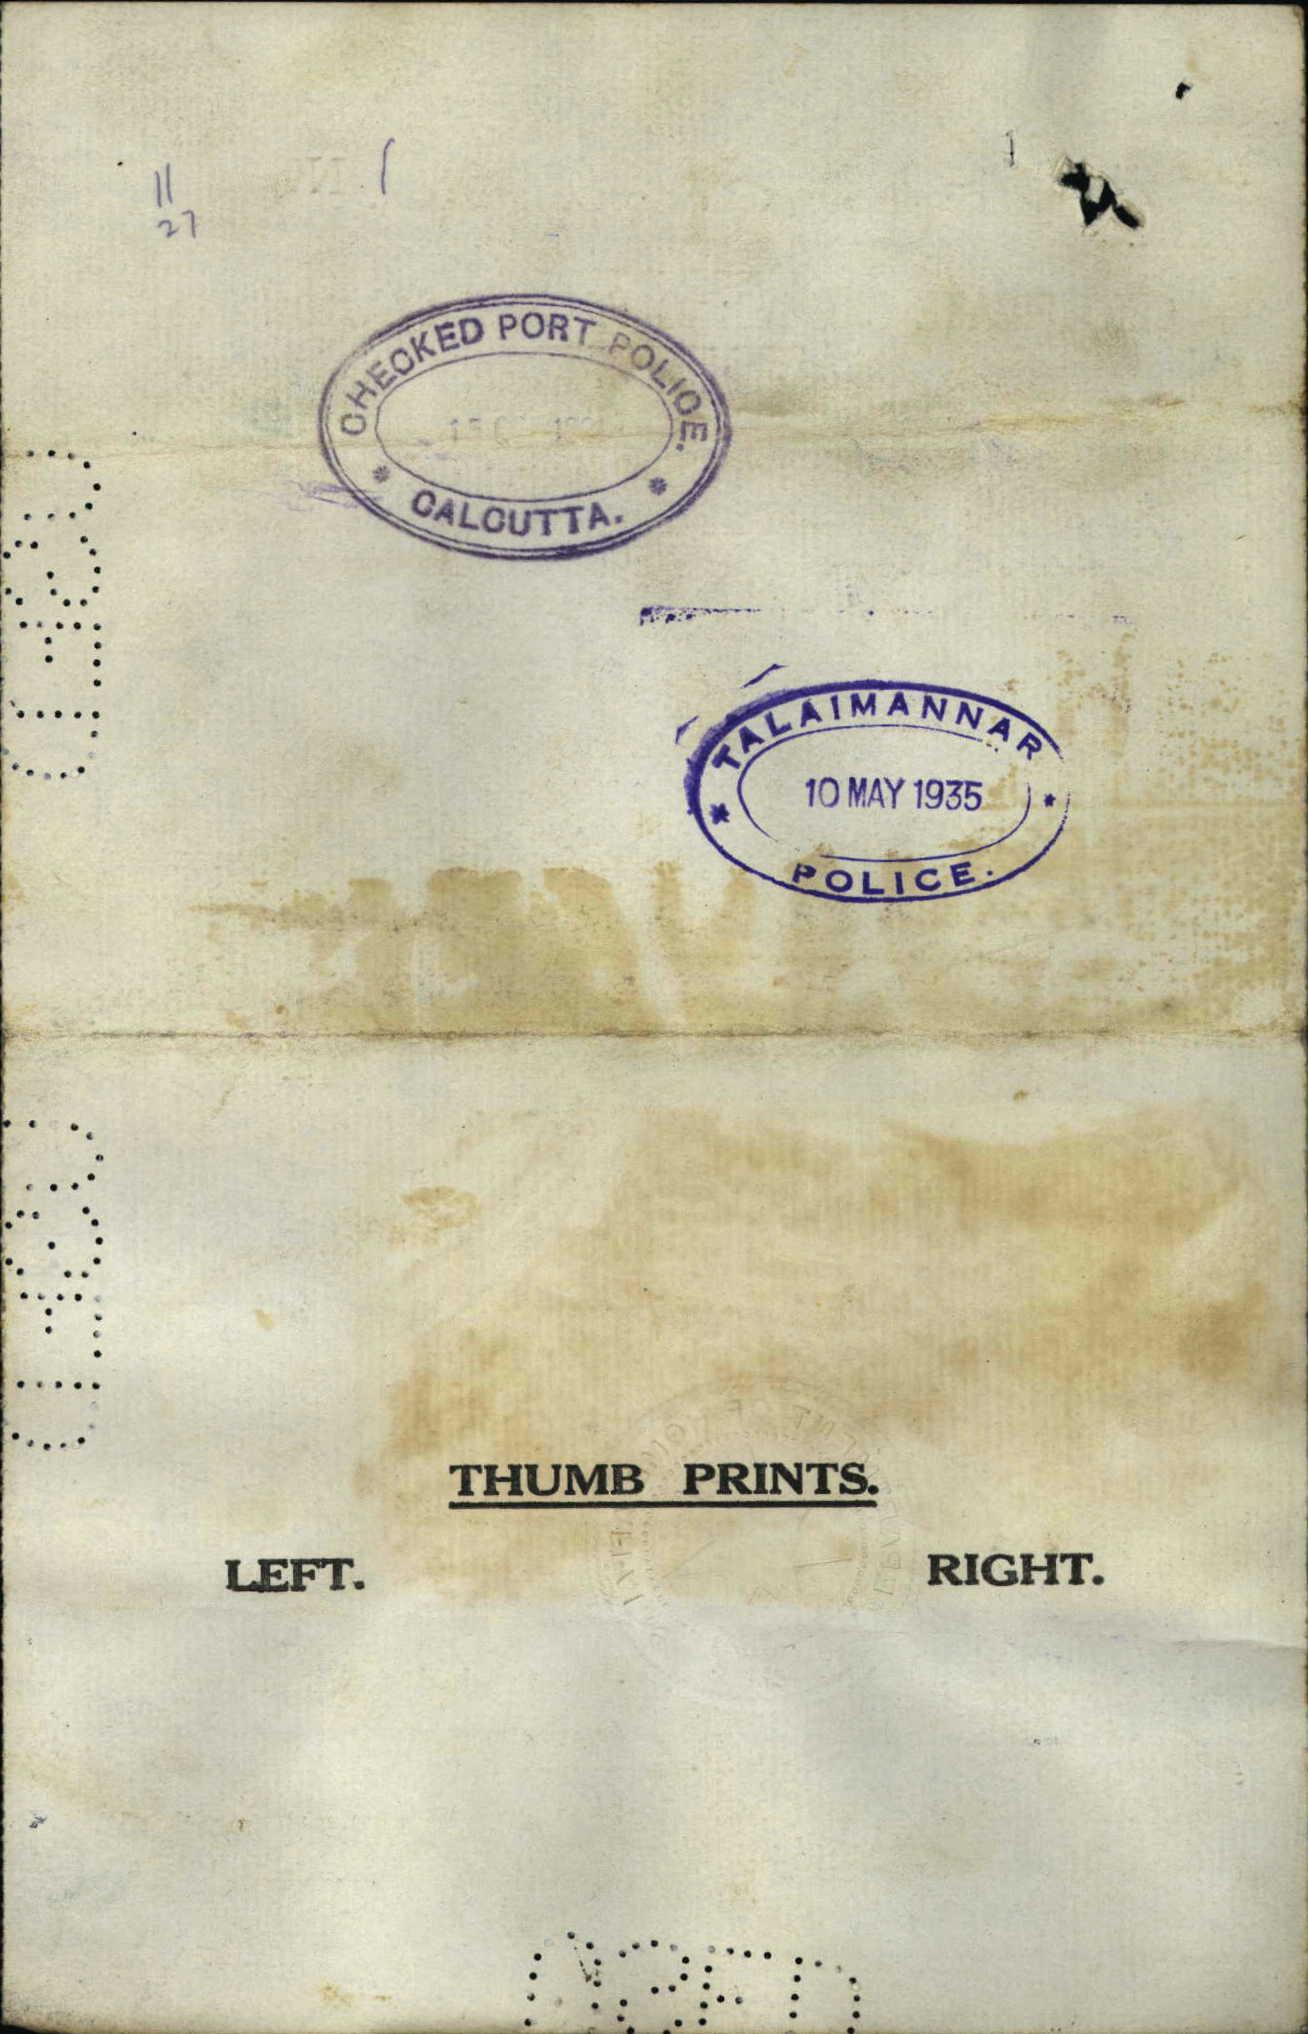 11
27
CHECKED PORT POLICE.
CALCUTTA.
TALAIMANNAR
10 MAY 1935
POLICE.
THUMB PRINTS.
LEFT.
RIGHT.